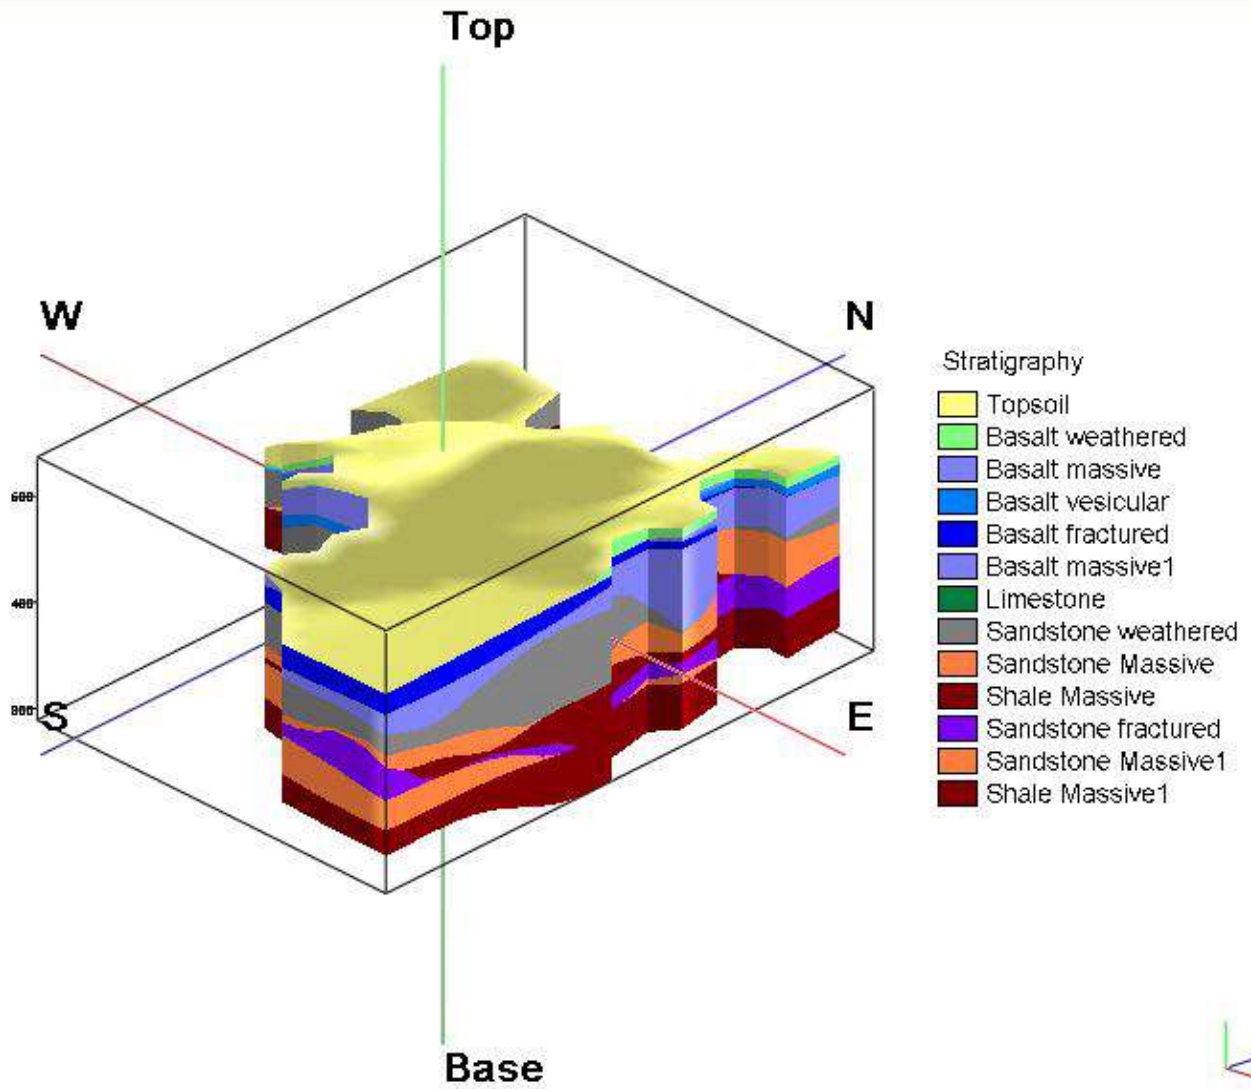 Top
W
N
Stratigraphy
Topsoil
Basalt weathered
Basalt massive
Basalt vesicular
Basalt fractured
Basalt massive1
Limestone
Sandstone weathered
Sandstone Massive
Shale Massive
Sandstone fractured
Sandstone Massive1
Shale Massive1
400
S
E
Base